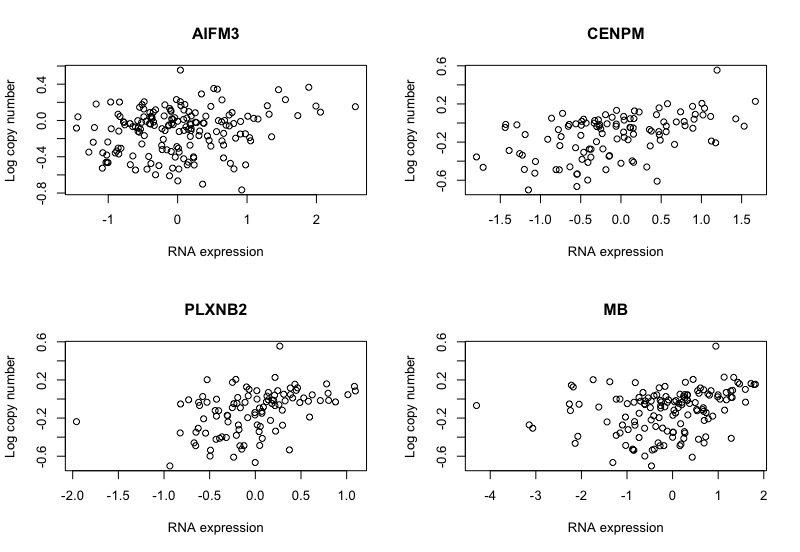 AIFM3
Log copy number
-0.8 -0.4 0.0 0.4
-1 0 1 2
RNA expression
CENPM
Log copy number
-0.6 -0.2 0.2 0.6
-1.5 -1.0 -0.5 0.0 0.5 1.0 1.5
RNA expression
PLXNB2
Log copy number
-0.6 -0.2 0.2 0.6
-2.0 -1.5 -1.0 -0.5 0.0 0.5 1.0
RNA expression
MB
Log copy number
-0.6 -0.2 0.2 0.6
-4 -3 -2 -1 0 1 2
RNA expression